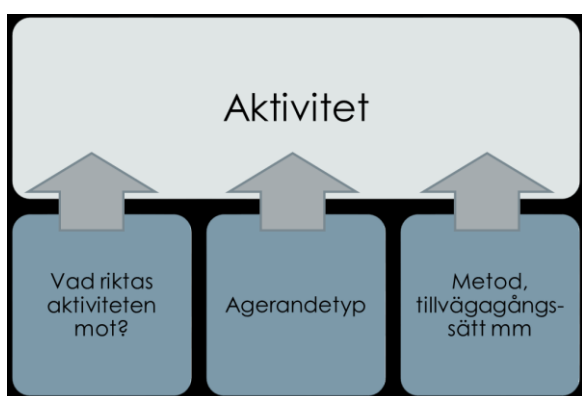 Aktivitet
Vad riktas
aktiviteten
mot?
Agerandetyp
Metod,
tillvägagångs-
sätt mm